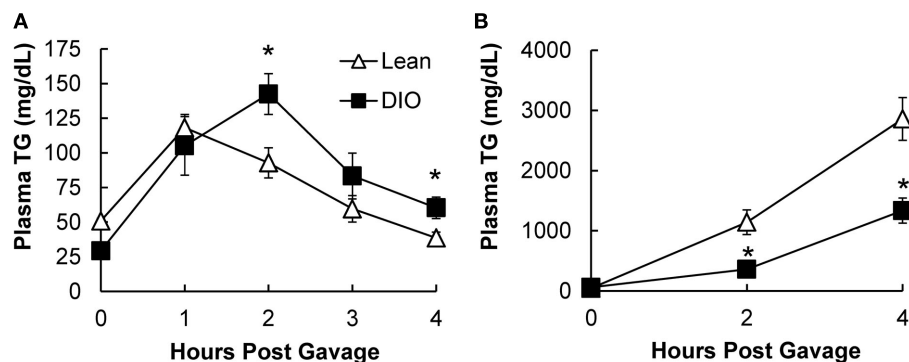 A
Plasma TG (mg/dL)
175
150
125
100
75
50
25
0
0 1 2 3 4
Hours Post Gavage
*
*
Lean
DIO
B
Plasma TG (mg/dL)
4000
3000
2000
1000
0
0 2 4
Hours Post Gavage
*
*